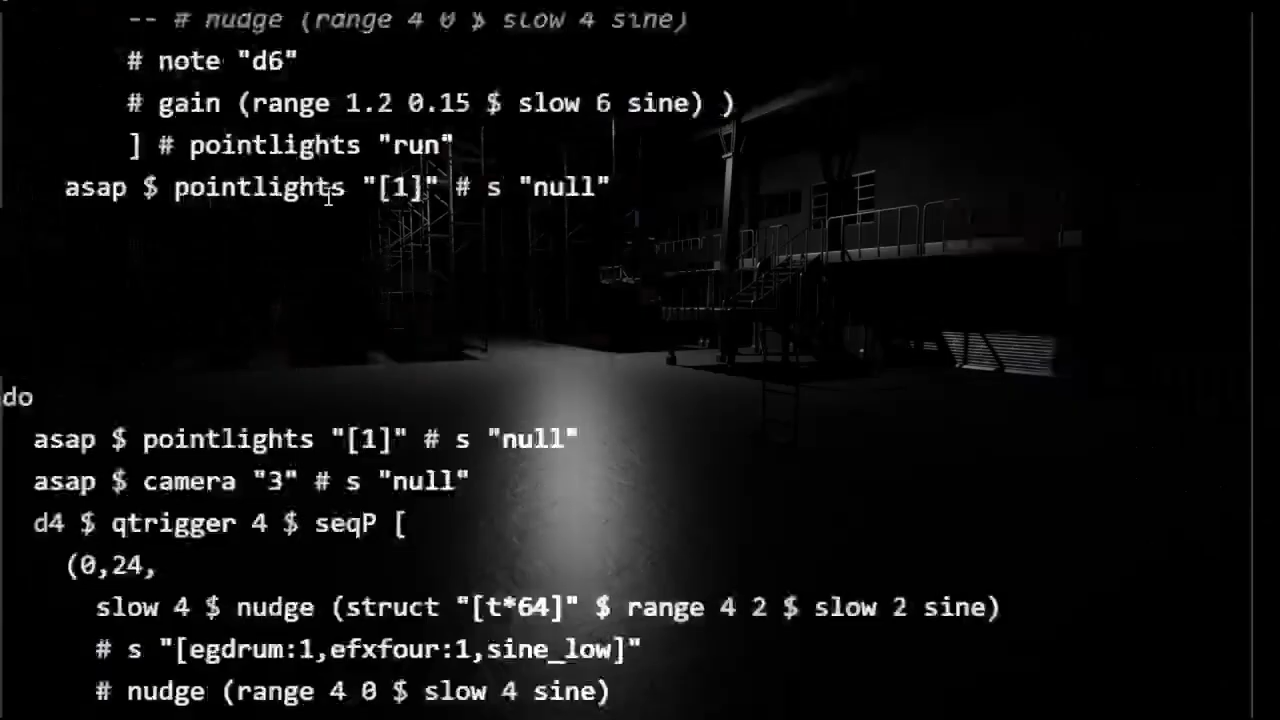 -- # nudge (range 4 0 $ slow 4 sine)
# note "d6"
# gain (range 1.2 0.15 $ slow 6 sine) )
] # pointlights "run"
asap $ pointlights "[1]" # s "null"
do
asap $ pointlights "[1]" # s "null"
asap $ camera "3" # s "null"
d4 $ qtrigger 4 $ seqP [
(0,24,
slow 4 $ nudge (struct "[t*64]" $ range 4 2 $ slow 2 sine)
# s "[egdrum:1,efxfour:1,sine_low]"
# nudge (range 4 0 $ slow 4 sine)